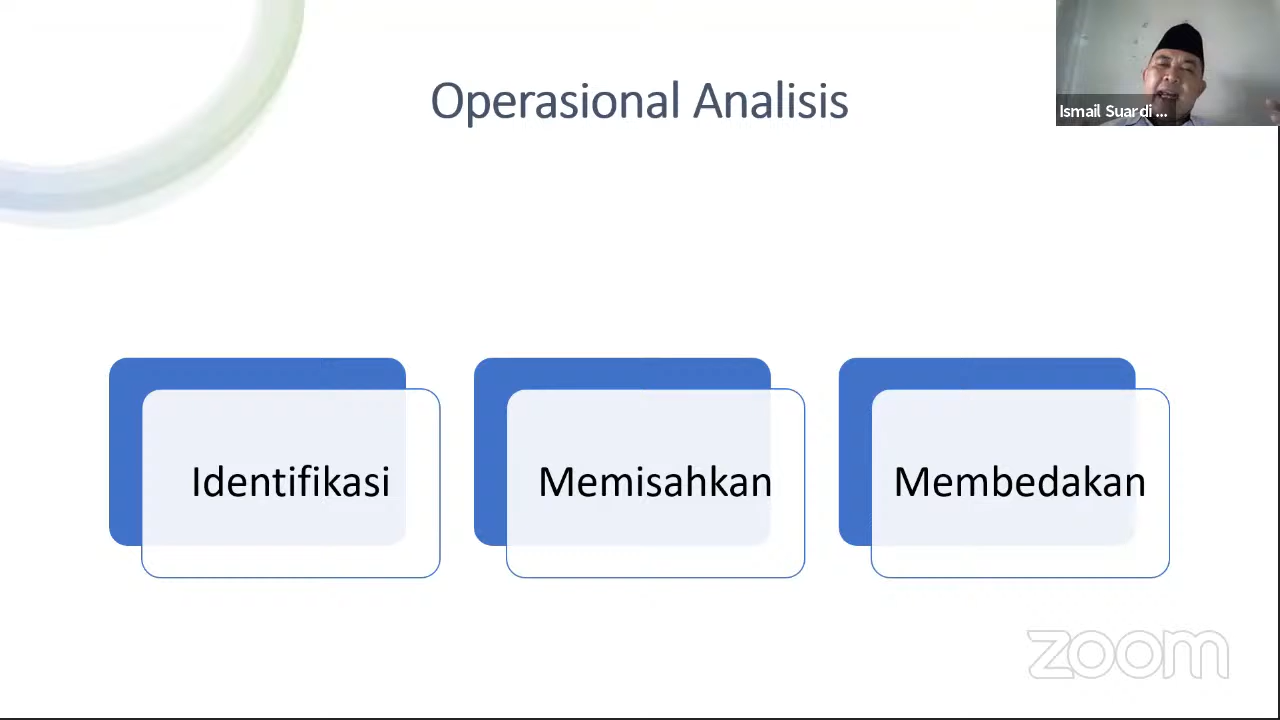 Operasional Analisis
Ismail Suardi ...
Identifikasi
Memisahkan
Membedakan
zoom